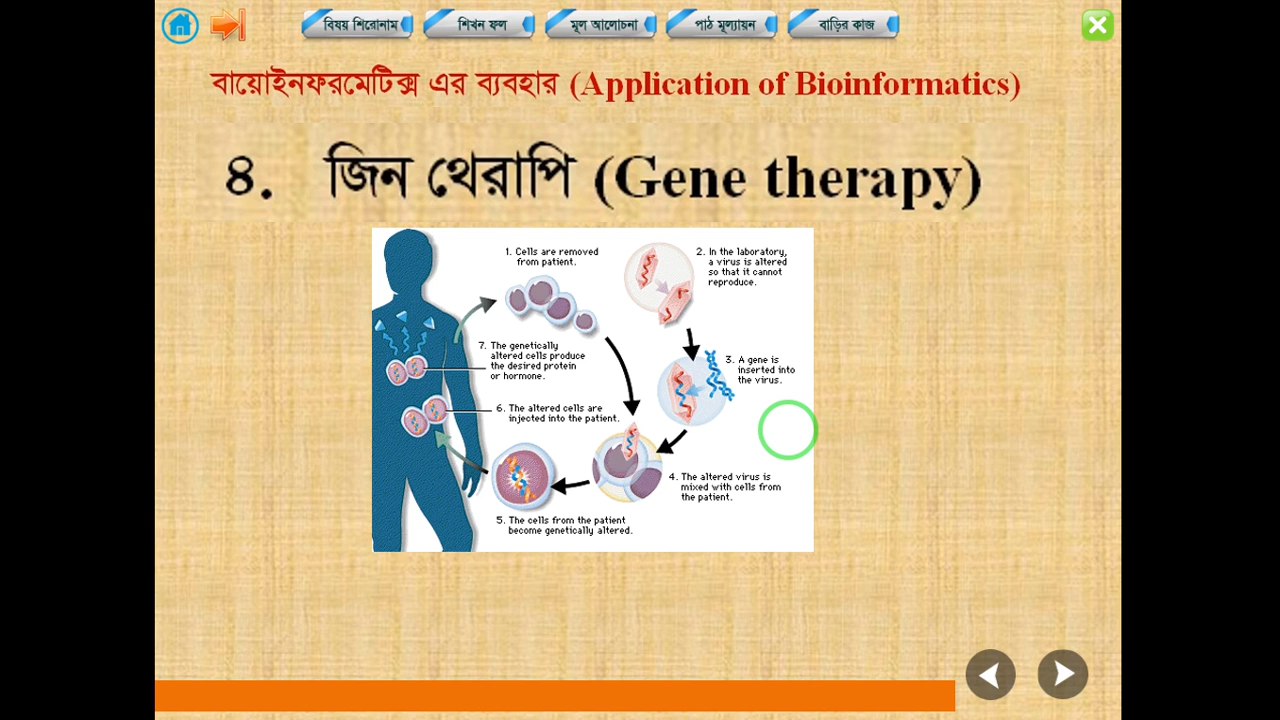 বিষয় শিরোনাম
শিখন ফল
মূল আলোচনা
পাঠ মূল্যায়ন
বাড়ির কাজ
বায়োইনফরমেটিক্স এর ব্যবহার (Application of Bioinformatics)
৪. জিন থেরাপি (Gene therapy)
1. Cells are removed
from patient.
2. In the laboratory,
a virus is altered
so that it cannot
reproduce.
3. A gene is
inserted into
the virus.
4. The altered virus is
mixed with cells from
the patient.
5. The cells from the patient
become genetically altered.
6. The altered cells are
injected into the patient.
7. The genetically
altered cells produce
the desired protein
or hormone.